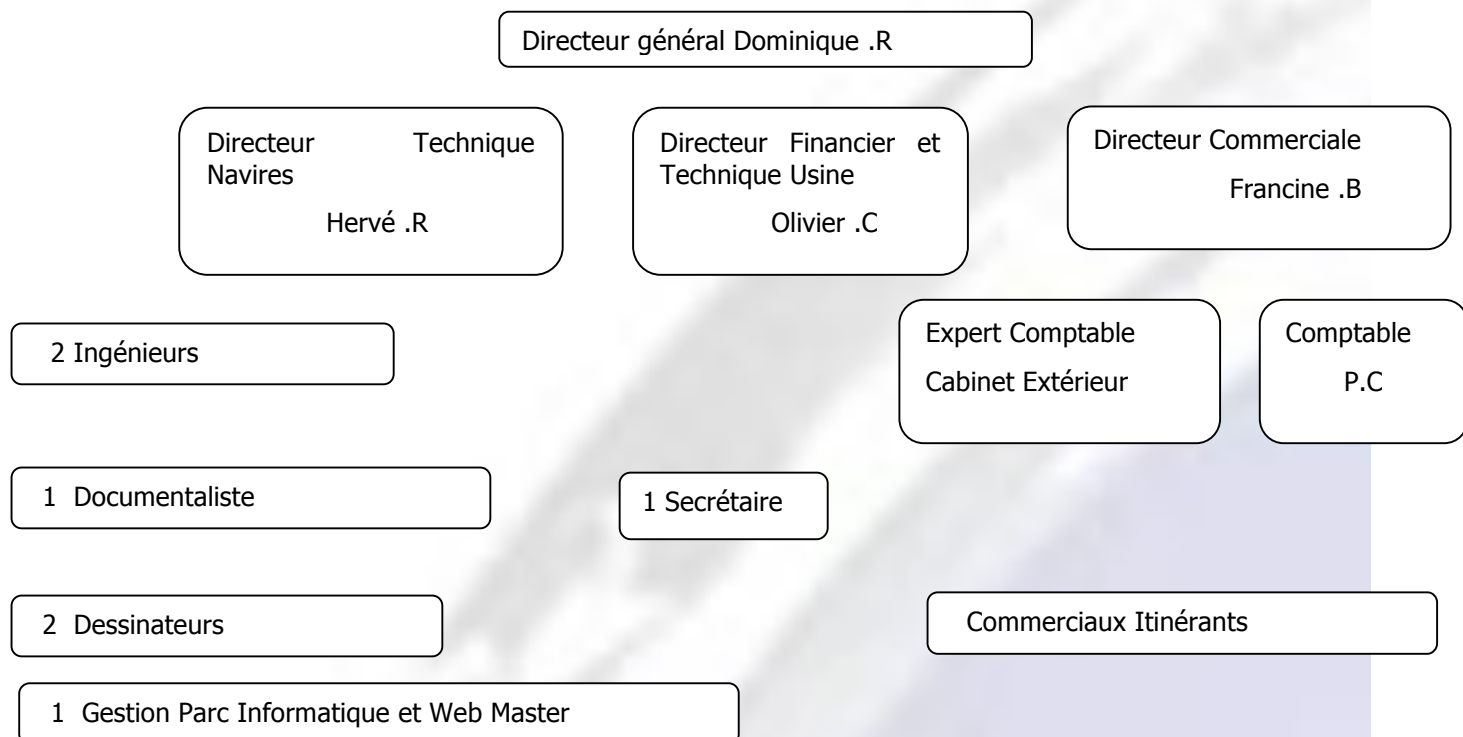 Directeur général Dominique .R
Directeur Technique
Navires
Hervé .R
Directeur Financier et
Technique Usine
Olivier .C
Directeur Commerciale
Francine .B
2 Ingénieurs
Expert Comptable
Cabinet Extérieur
Comptable
P.C
1 Documentaliste
1 Secrétaire
2 Dessinateurs
Commerciaux Itinérants
1 Gestion Parc Informatique et Web Master